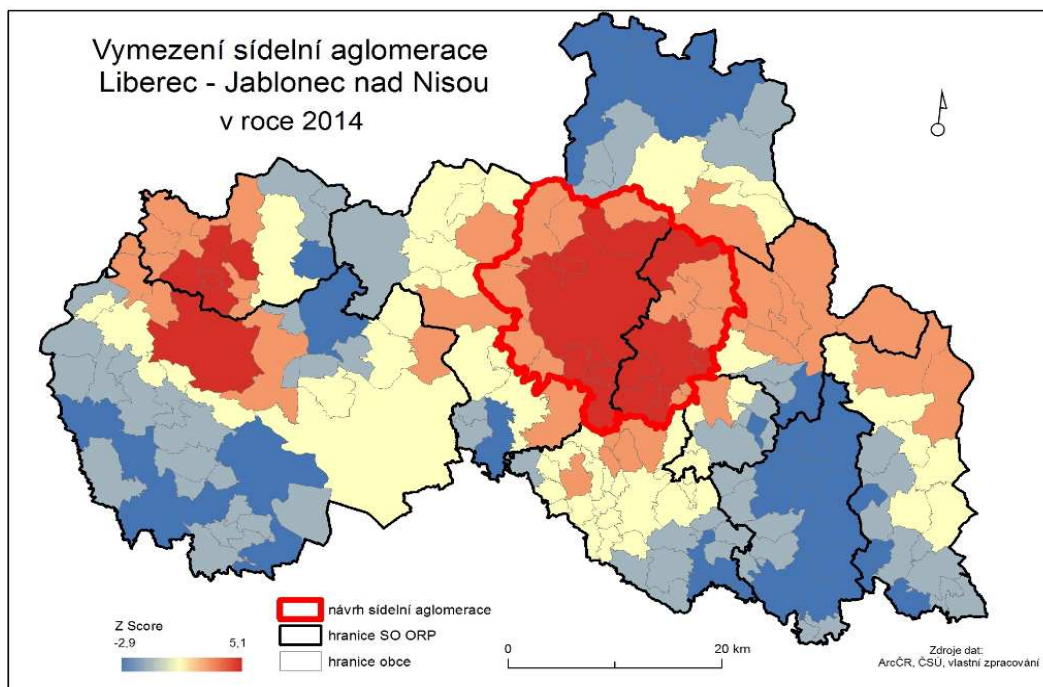 Vymezení sídelní aglomerace
Liberec - Jablonec nad Nisou
v roce 2014
Z Score
-2,9 5,1
návrh sídelní aglomerace
hranice SO ORP
hranice obce
0 20 km
Zdroje dat:
ArcČR, ČSÚ, vlastní zpracování